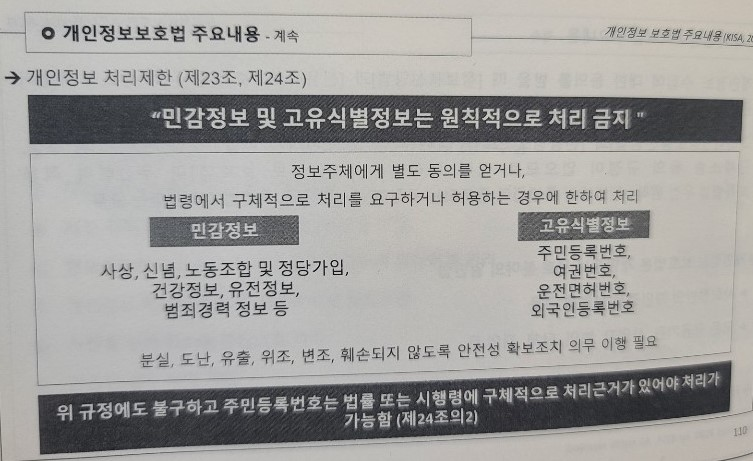 개인정보보호법 주요내용 - 계속
개인정보 보호법 주요내용 (KISA, 20
→ 개인정보 처리제한 (제23조, 제24조)
“민감정보 및 고유식별정보는 원칙적으로 처리 금지 "
정보주체에게 별도 동의를 얻거나,
법령에서 구체적으로 처리를 요구하거나 허용하는 경우에 한하여 처리
민감정보
사상, 신념, 노동조합 및 정당가입,
건강정보, 유전정보,
범죄경력 정보 등
고유식별정보
주민등록번호,
여권번호,
운전면허번호,
외국인등록번호
분실, 도난, 유출, 위조, 변조, 훼손되지 않도록 안전성 확보조치 의무 이행 필요
위 규정에도 불구하고 주민등록번호는 법률 또는 시행령에 구체적으로 처리근거가 있어야 처리가
가능함 (제24조의2)
110